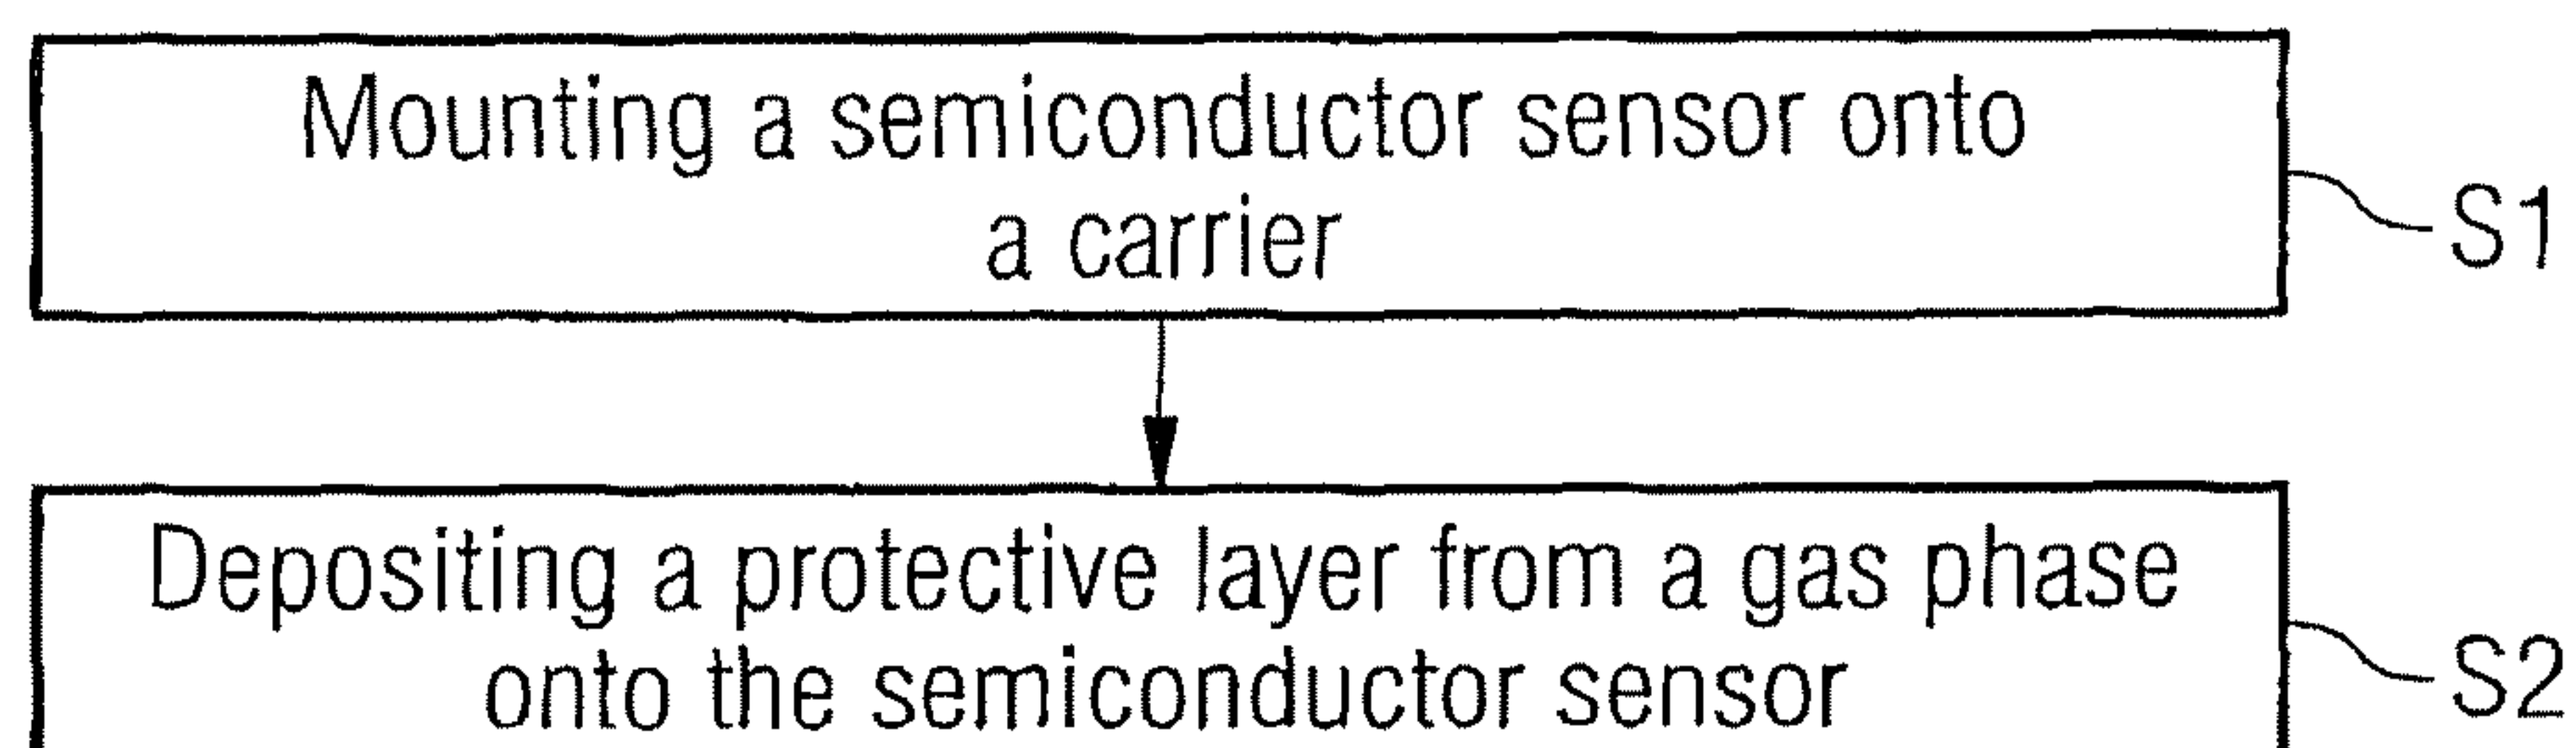 Mounting a semiconductor sensor onto
a carrier
S1
Depositing a protective layer from a gas phase
onto the semiconductor sensor
S2